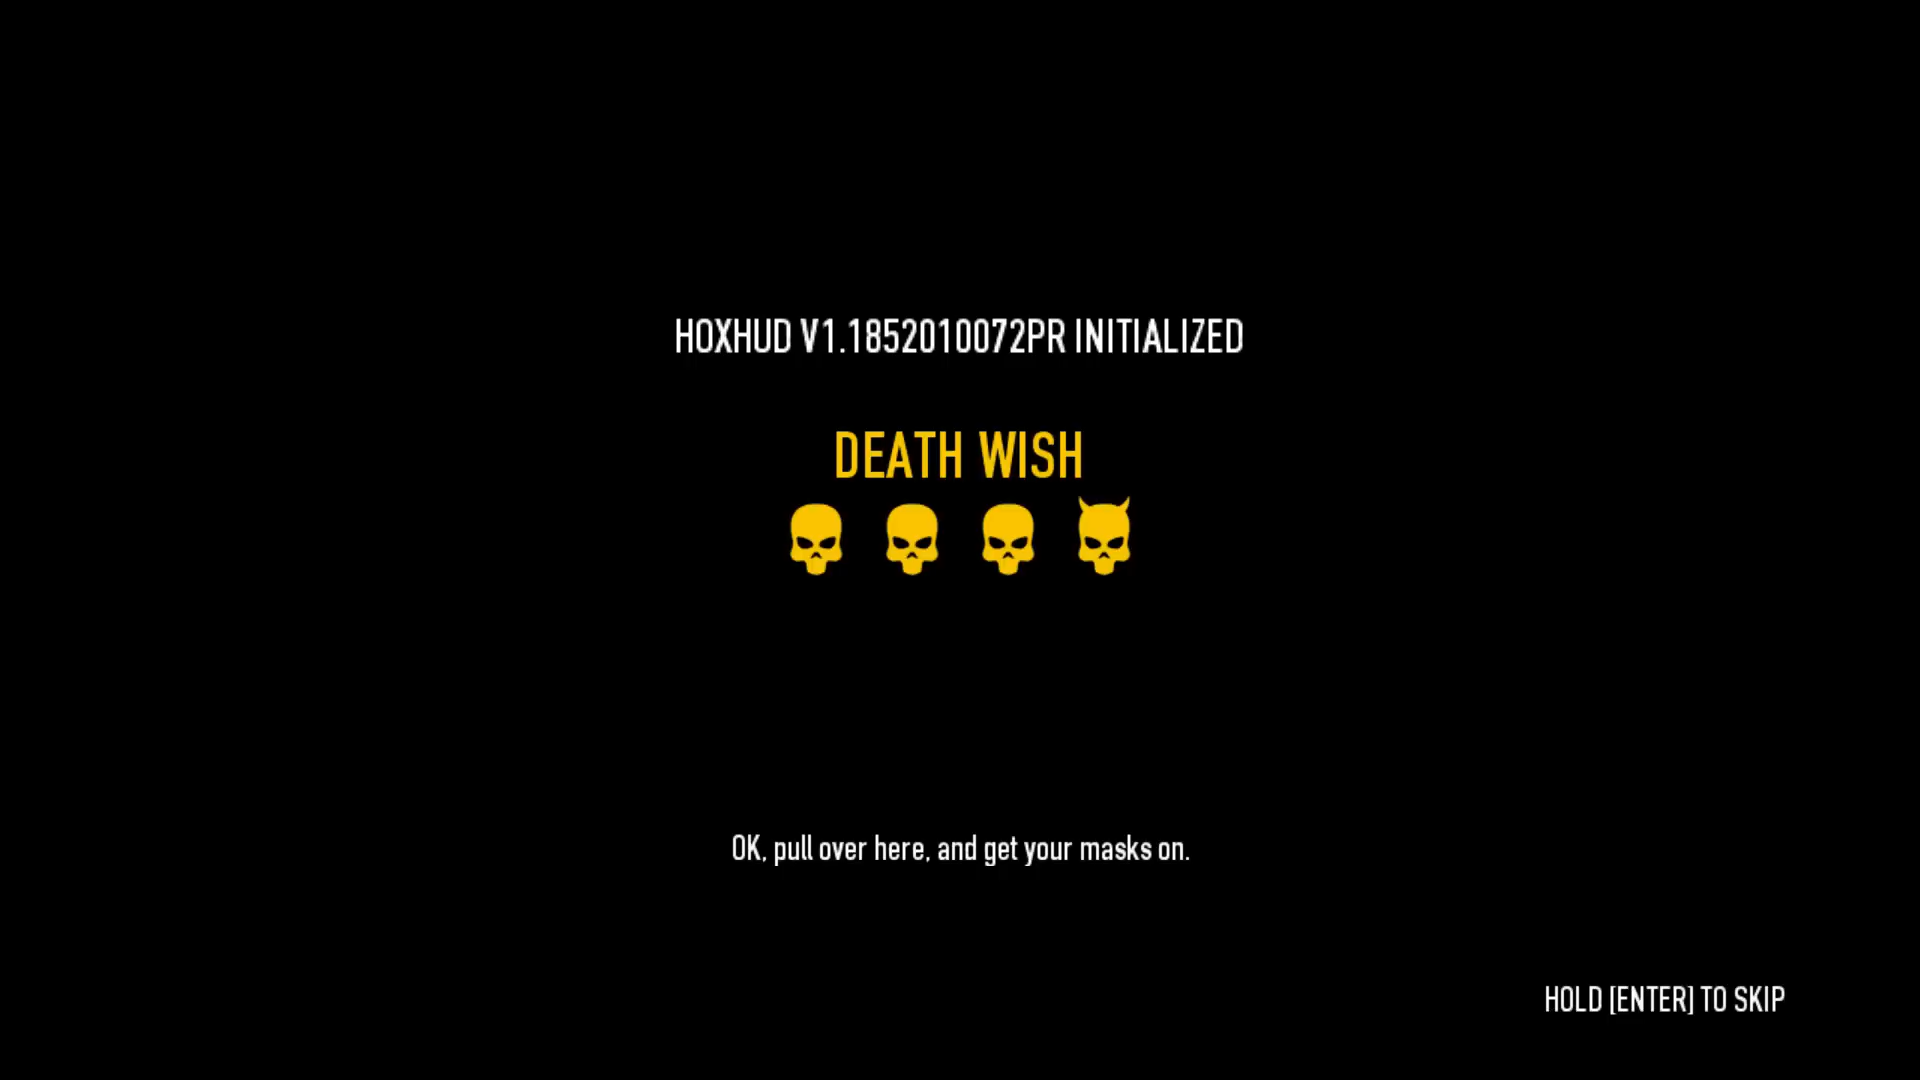 HOXHUD V1.1852010072PR INITIALIZED
DEATH WISH
OK, pull over here, and get your masks on.
HOLD [ENTER] TO SKIP